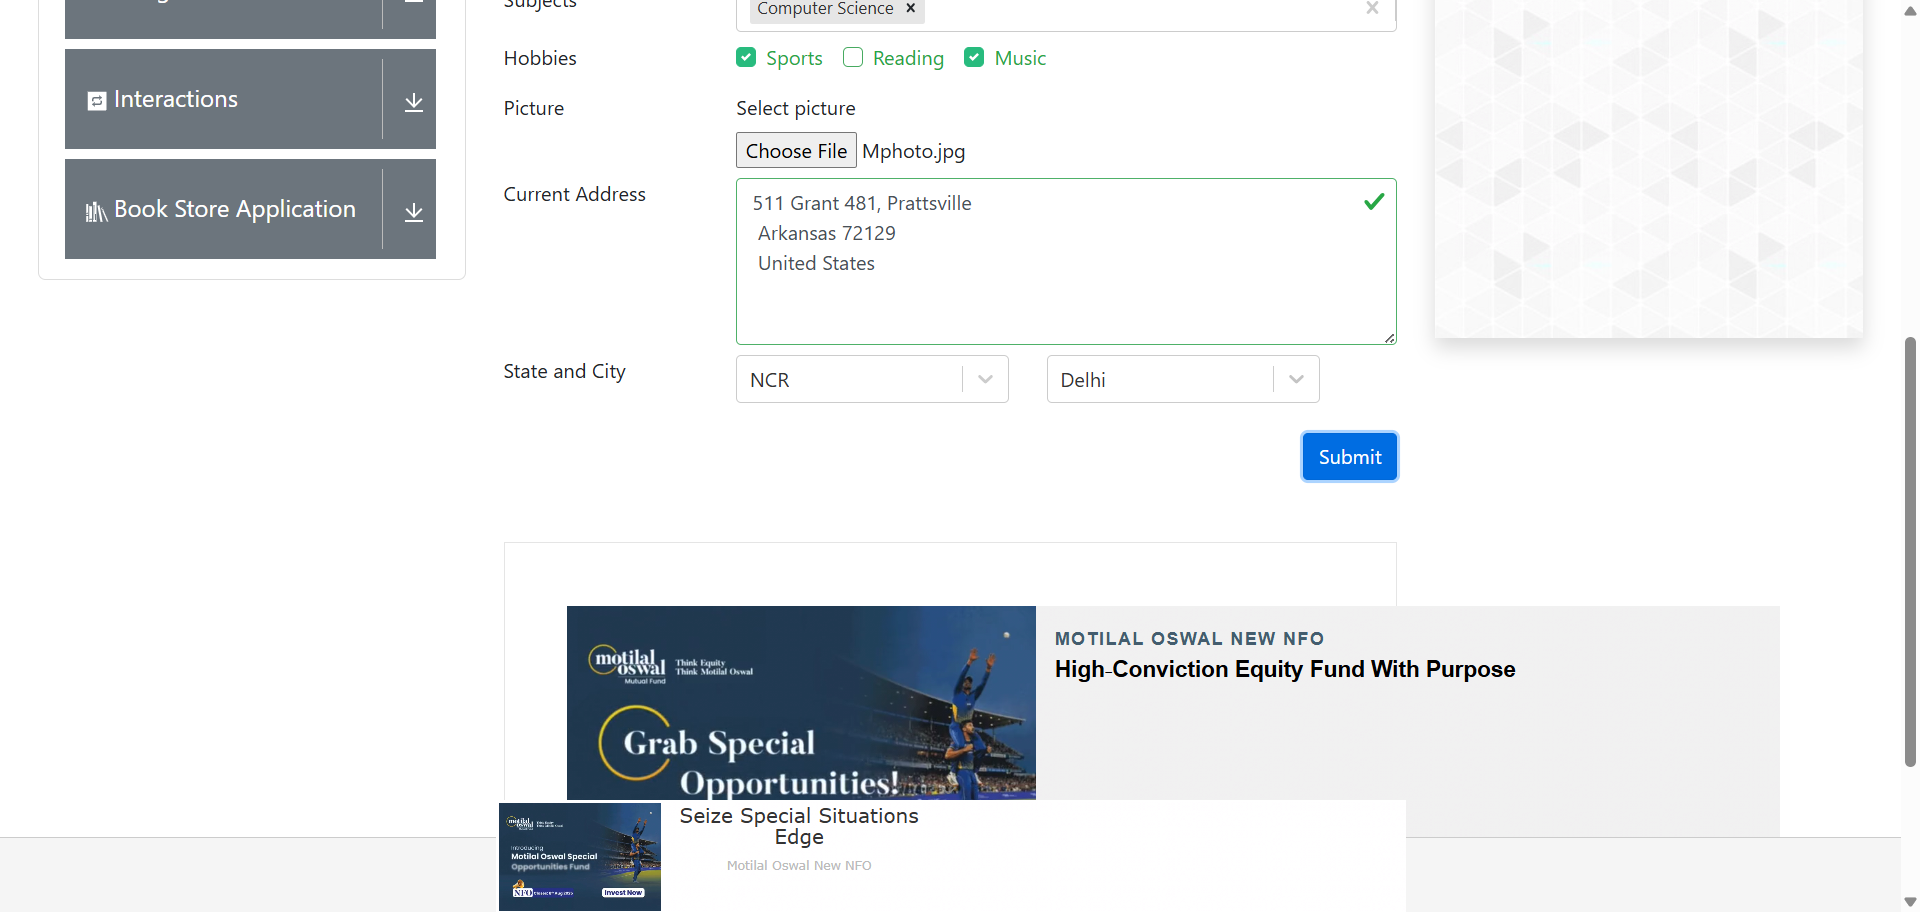 Subjects
Computer Science ×
Hobbies
Sports Reading Music
Interactions
Picture
Select picture
Choose File Mphoto.jpg
Book Store Application
Current Address
511 Grant 481, Prattsville
Arkansas 72129
United States
State and City
NCR
Delhi
Submit
motilal oswal
Mutual Fund
Think Equity
Think Motilal Oswal
Grab Special
Opportunities!
MOTILAL OSWAL NEW NFO
High-Conviction Equity Fund With Purpose
Introducing
Motilal Oswal Special
Opportunities Fund
NFO
Invest Now
Seize Special Situations
Edge
Motilal Oswal New NFO